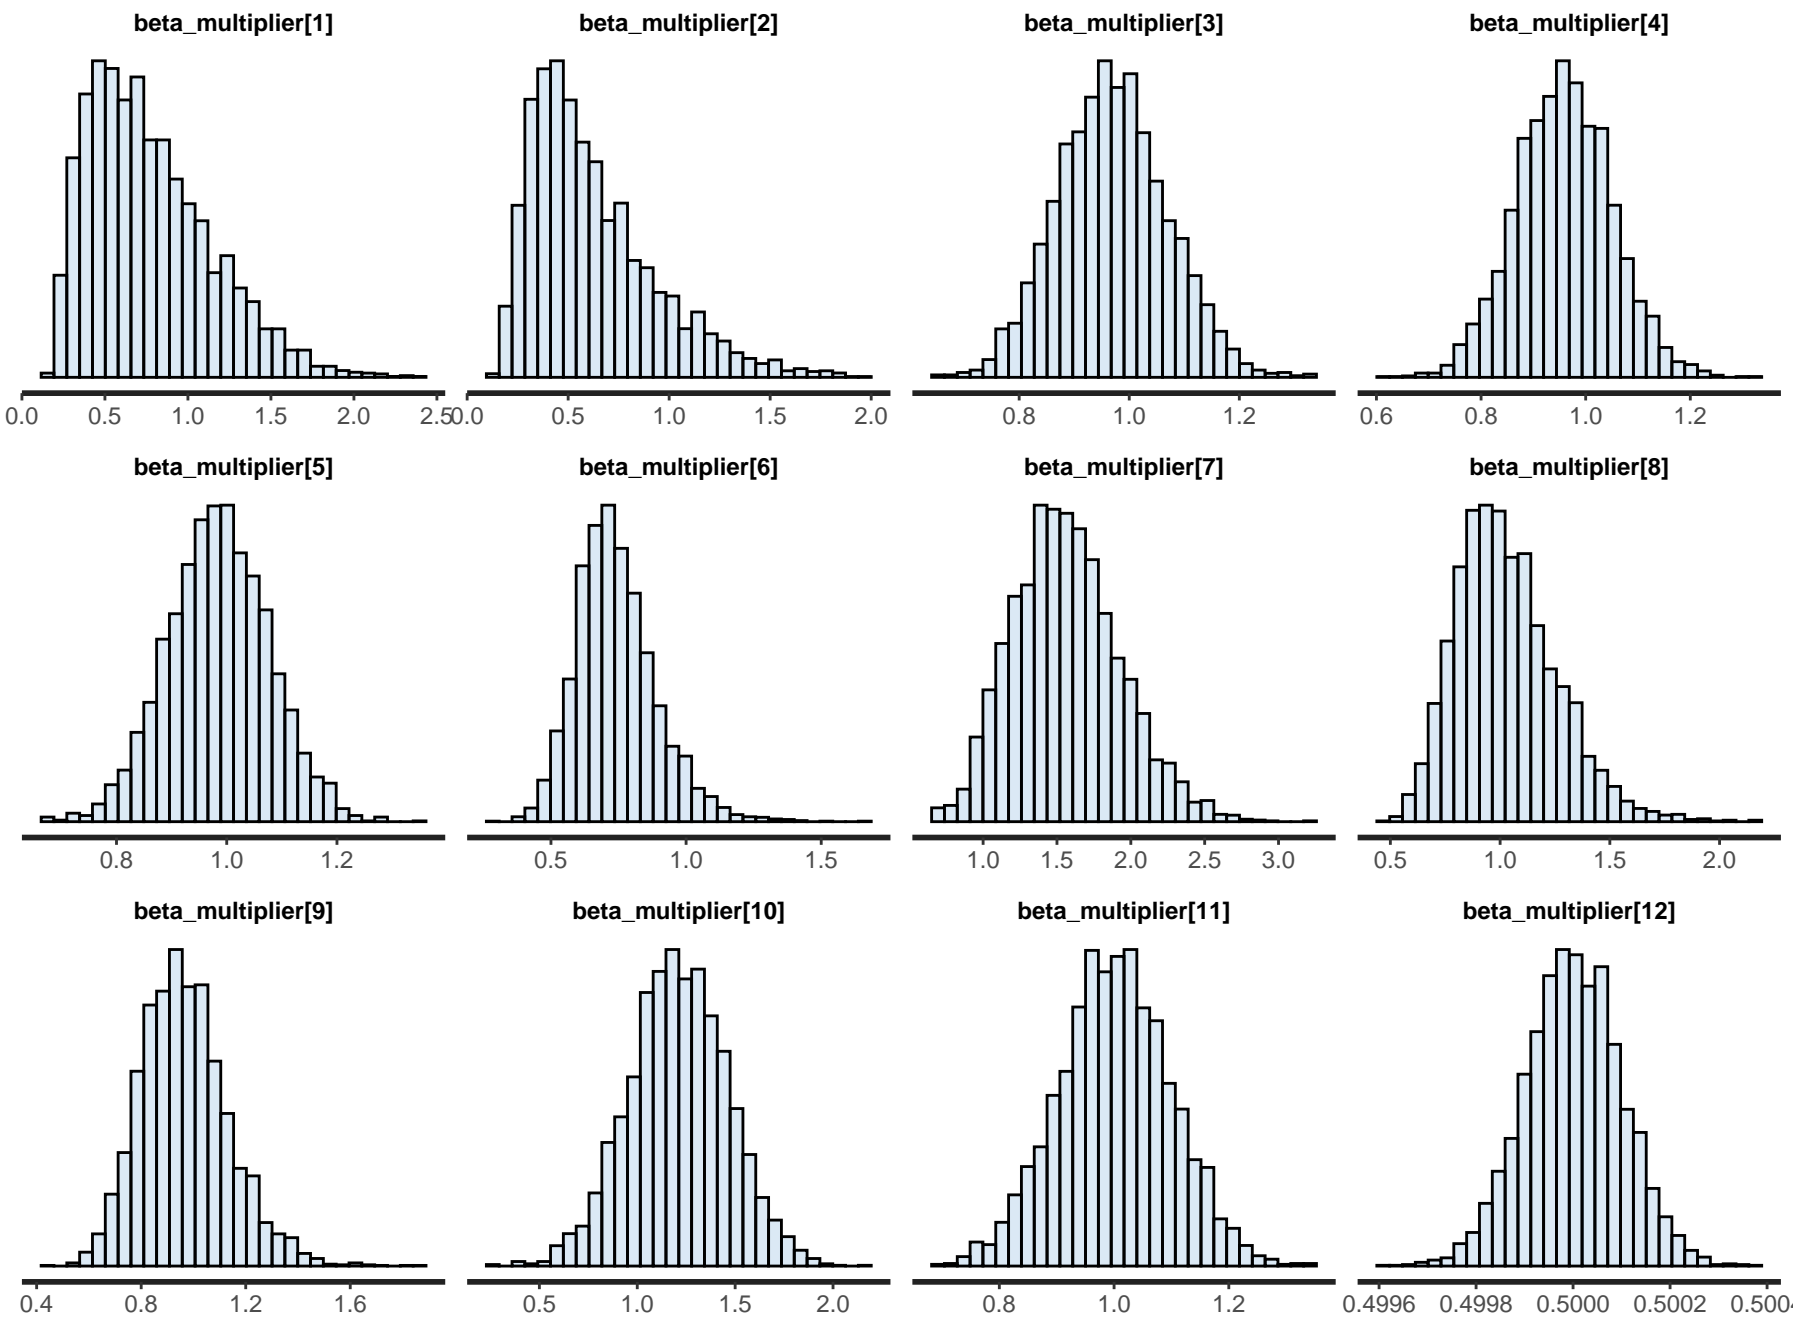 beta_multiplier[1] beta_multiplier[2] beta_multiplier[3] beta_multiplier[4]
0.0 0.5 1.0 1.5 2.0 2.5 0.0 0.5 1.0 1.5 2.0 0.8 1.0 1.2 0.6 0.8 1.0 1.2
beta_multiplier[5] beta_multiplier[6] beta_multiplier[7] beta_multiplier[8]
0.8 1.0 1.2 0.5 1.0 1.5 1.0 1.5 2.0 2.5 3.0 0.5 1.0 1.5 2.0
beta_multiplier[9] beta_multiplier[10] beta_multiplier[11] beta_multiplier[12]
0.4 0.8 1.2 1.6 0.5 1.0 1.5 2.0 0.8 1.0 1.2 0.4996 0.4998 0.5000 0.5002